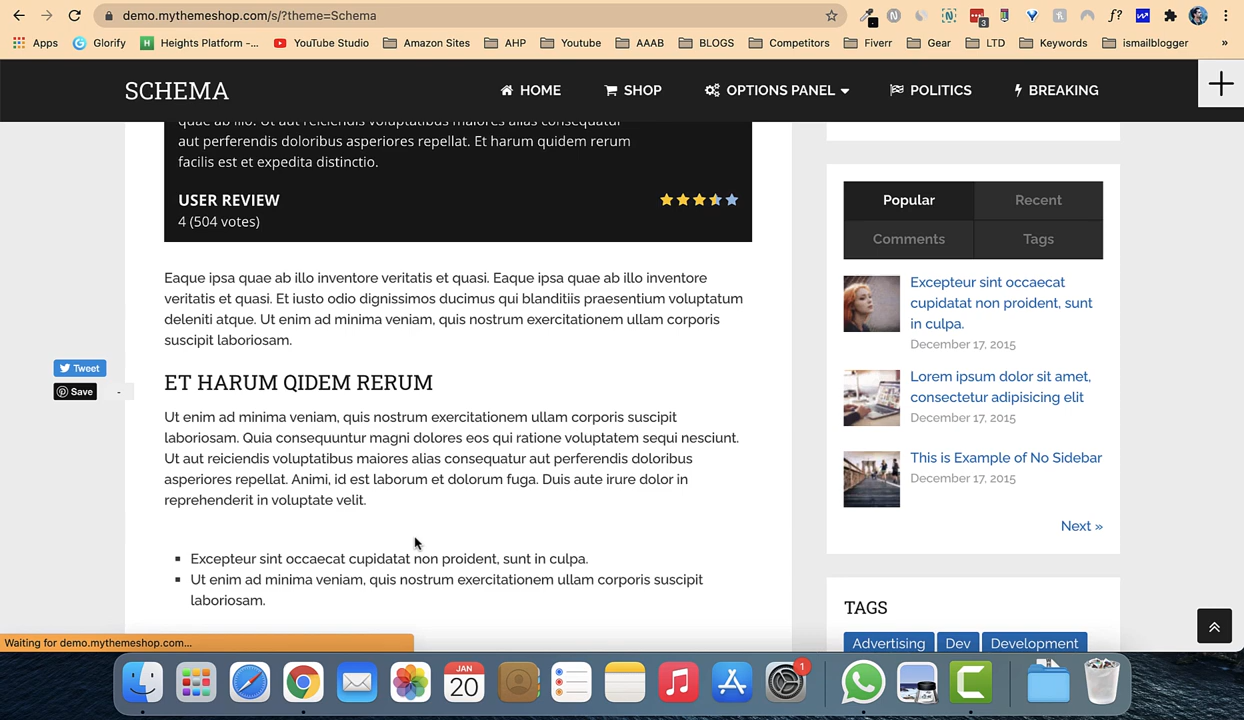 demo.mythemeshop.com/s/?theme=Schema
Apps
Glorify
Heights Platform –...
YouTube Studio
Amazon Sites
AHP
Youtube
AAAB
BLOGS
Competitors
Fiverr
Gear
LTD
Keywords
ismailblogger
»
SCHEMA
HOME
SHOP
OPTIONS PANEL
POLITICS
BREAKING
quae ab illo. Ut aut reiciendis voluptatibus maiores alias consequatur
aut perferendis doloribus asperiores repellat. Et harum quidem rerum
facilis est et expedita distinctio.
USER REVIEW
4 (504 votes)
Eaque ipsa quae ab illo inventore veritatis et quasi. Eaque ipsa quae ab illo inventore
veritatis et quasi. Et iusto odio dignissimos ducimus qui blanditiis praesentium voluptatum
deleniti atque. Ut enim ad minima veniam, quis nostrum exercitationem ullam corporis
suscipit laboriosam.
Tweet
Save
-
ET HARUM QIDEM RERUM
Ut enim ad minima veniam, quis nostrum exercitationem ullam corporis suscipit
laboriosam. Quia consequuntur magni dolores eos qui ratione voluptatem sequi nesciunt.
Ut aut reiciendis voluptatibus maiores alias consequatur aut perferendis doloribus
asperiores repellat. Animi, id est laborum et dolorum fuga. Duis aute irure dolor in
reprehenderit in voluptate velit.
Excepteur sint occaecat cupidatat non proident, sunt in culpa.
Ut enim ad minima veniam, quis nostrum exercitationem ullam corporis suscipit
laboriosam.
Popular
Recent
Comments
Tags
Excepteur sint occaecat
cupidatat non proident, sunt
in culpa.
December 17, 2015
Lorem ipsum dolor sit amet,
consectetur adipisicing elit
December 17, 2015
This is Example of No Sidebar
December 17, 2015
Next »
TAGS
Advertising
Dev
Development
Waiting for demo.mythemeshop.com...
JAN
20
1